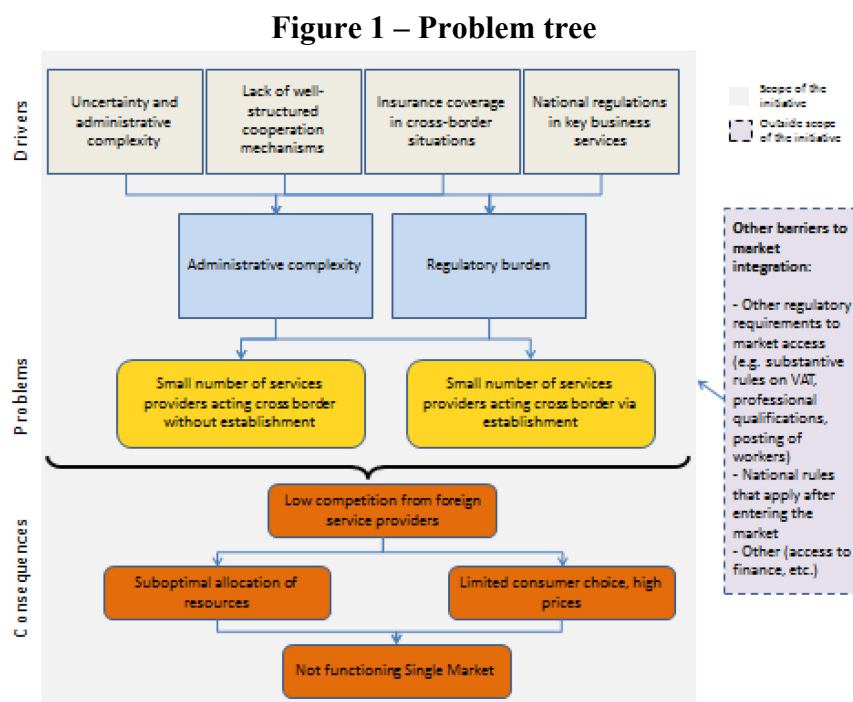 Figure 1 – Problem tree
Drivers
Uncertainty and
administrative
complexity
Lack of well-
structured
cooperation
mechanisms
Insurance coverage
in cross-border
situations
National regulations
in key business
services
Scope of the
initiative
Outside scope
of the initiative
Administrative complexity
Regulatory burden
Problems
Small number of services
providers acting cross border
without establishment
Small number of services
providers acting cross border via
establishment
Other barriers to
market
integration:
- Other regulatory
requirements to
market access
(e.g. substantive
rules on VAT,
professional
qualifications,
posting of
workers)
- National rules
that apply after
entering the
market
- Other (access to
finance, etc.)
Consequences
Low competition from foreign
service providers
Suboptimal allocation of
resources
Limited consumer choice, high
prices
Not functioning Single Market